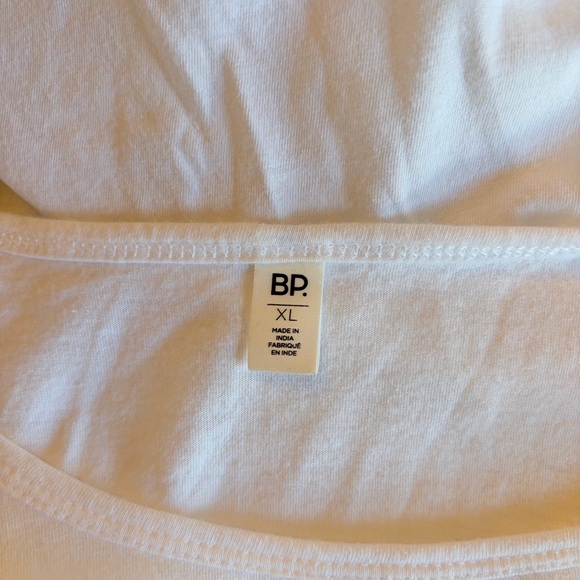 BP.
XL
MADE IN
INDIA
FABRIQUÉ
EN INDE